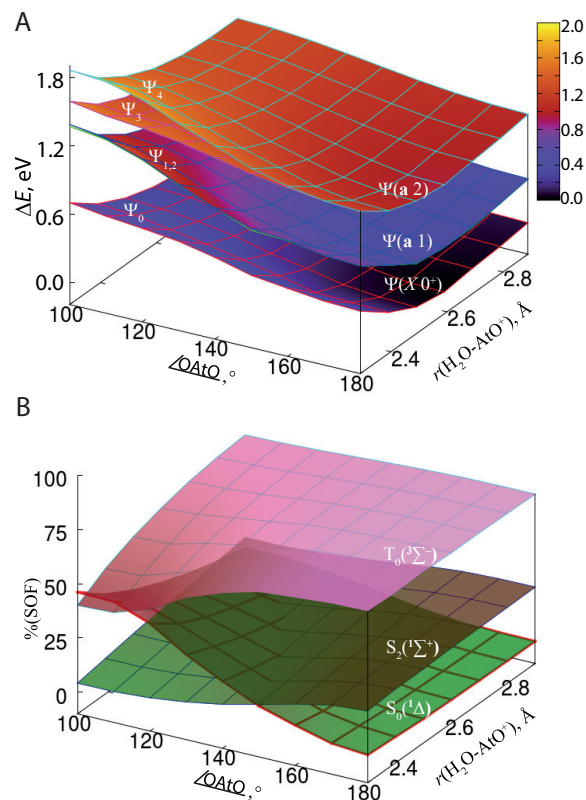 A
2.0
1.6
1.2
0.8
0.4
0.0
1.8
1.2
0.6
0.0
ΔE, eV
Ψ₄
Ψ₃
Ψ₁,₂
Ψ₀
Ψ(a 2)
Ψ(a 1)
Ψ(X 0⁺)
100
120
140
160
180
∠OAtO, °
2.4
2.6
2.8
r(H₂O-AtO⁺), Å
B
100
75
50
25
0
%(SOF)
T₀(³Σ⁻)
S₂(¹Σ⁺)
S₀(¹Δ)
100
120
140
160
180
∠OAtO, °
2.4
2.6
2.8
r(H₂O-AtO⁺), Å